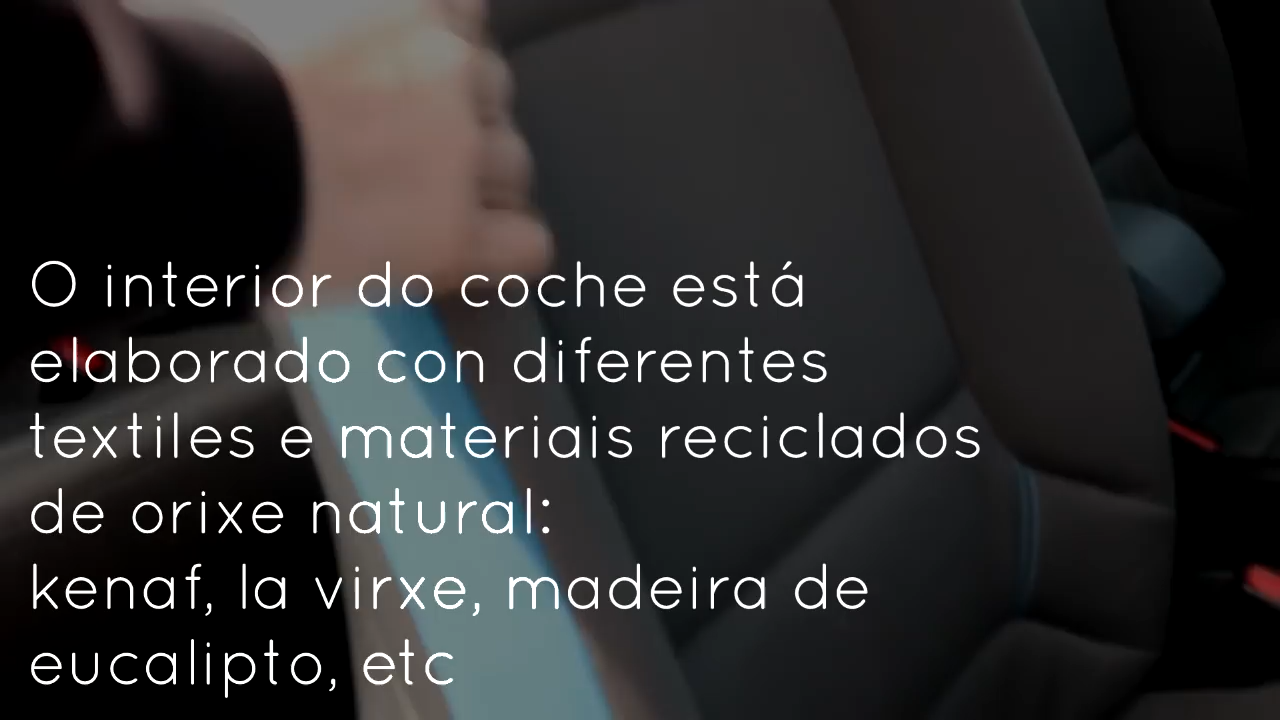 O interior do coche está
elaborado con diferentes
textiles e materiais reciclados
de orixe natural:
kenaf, la virxe, madeira de
eucalipto, etc